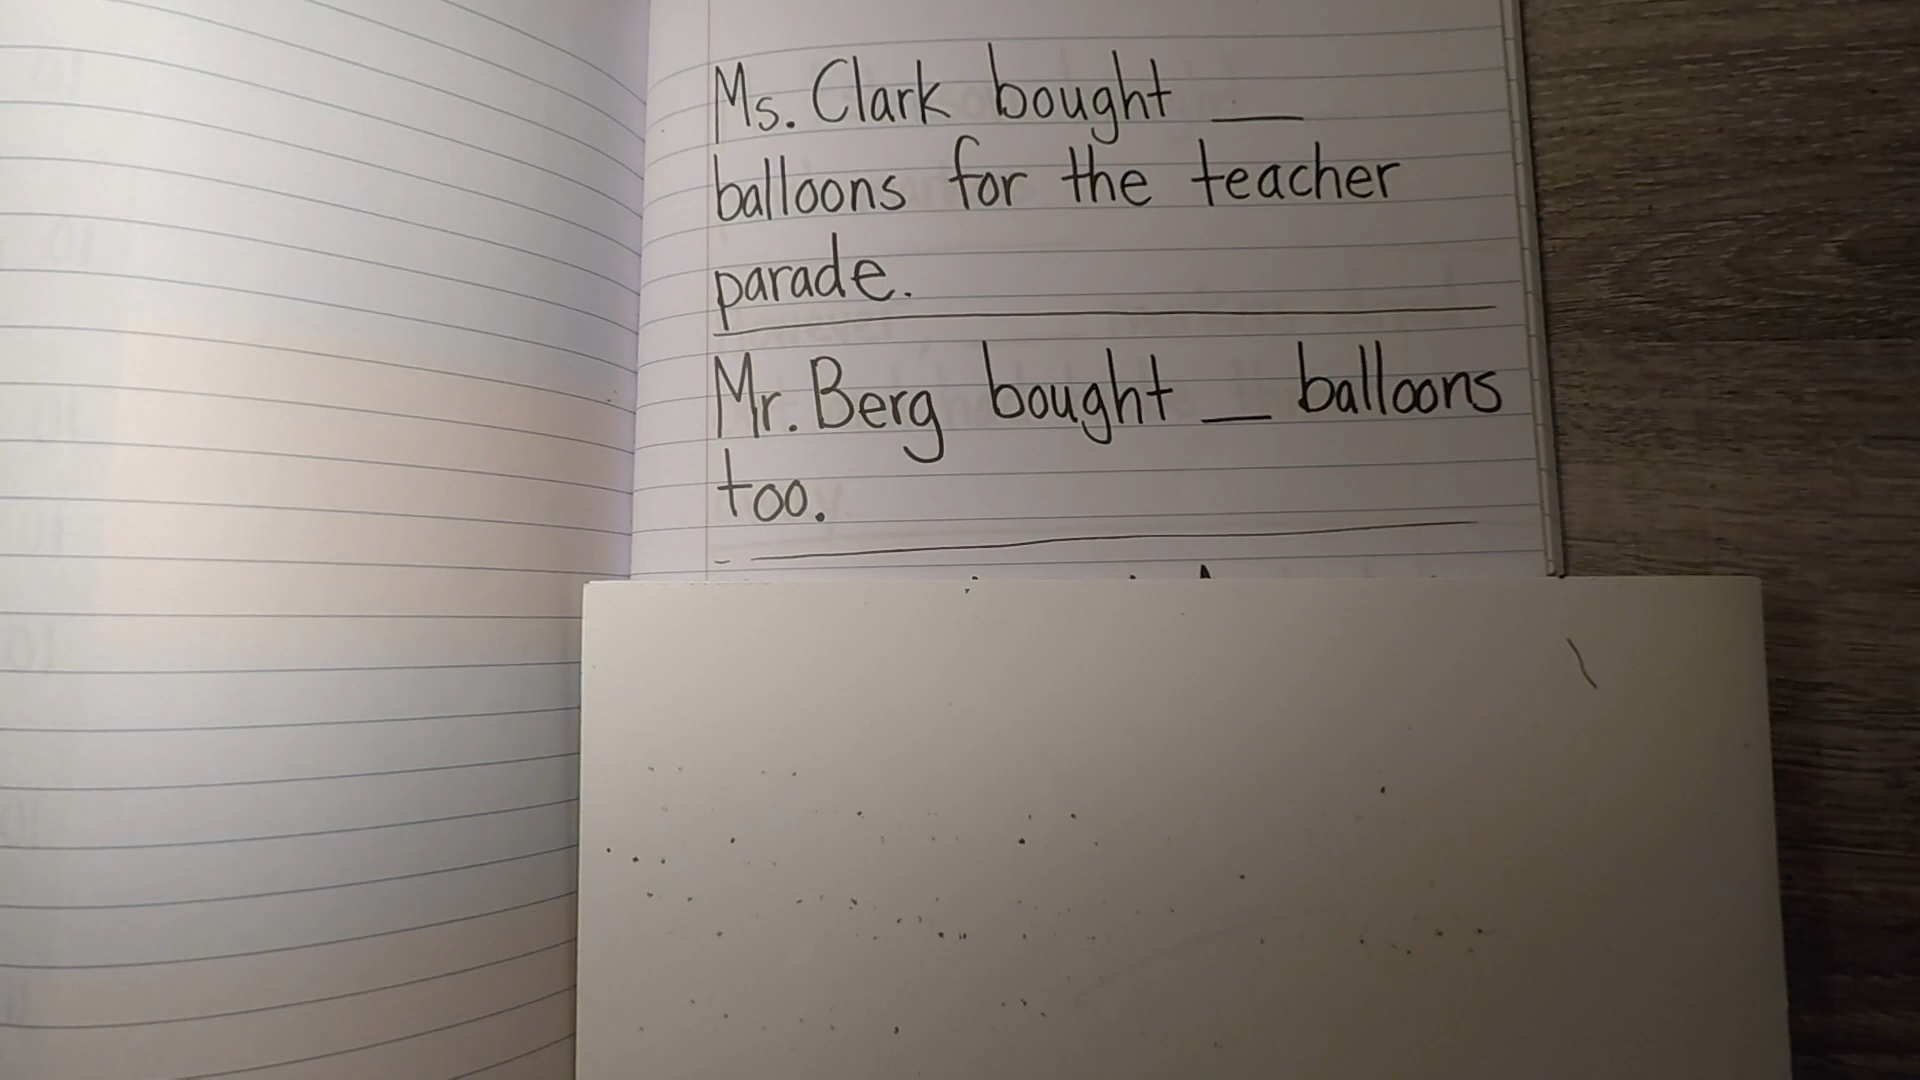 Ms. Clark bought __
balloons for the teacher
parade.
Mr. Berg bought __ balloons
too.